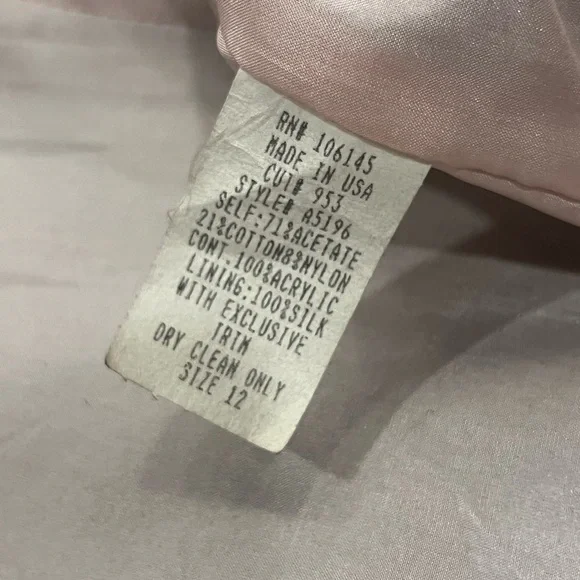 RN# 106145
MADE IN USA
CUT# 953
STYLE# A5196
SELF:71%ACETATE
21%COTTON8%NYLON
CONT.100%ACRYLIC
LINING:100%SILK
WITH EXCLUSIVE
TRIM
DRY CLEAN ONLY
SIZE 12